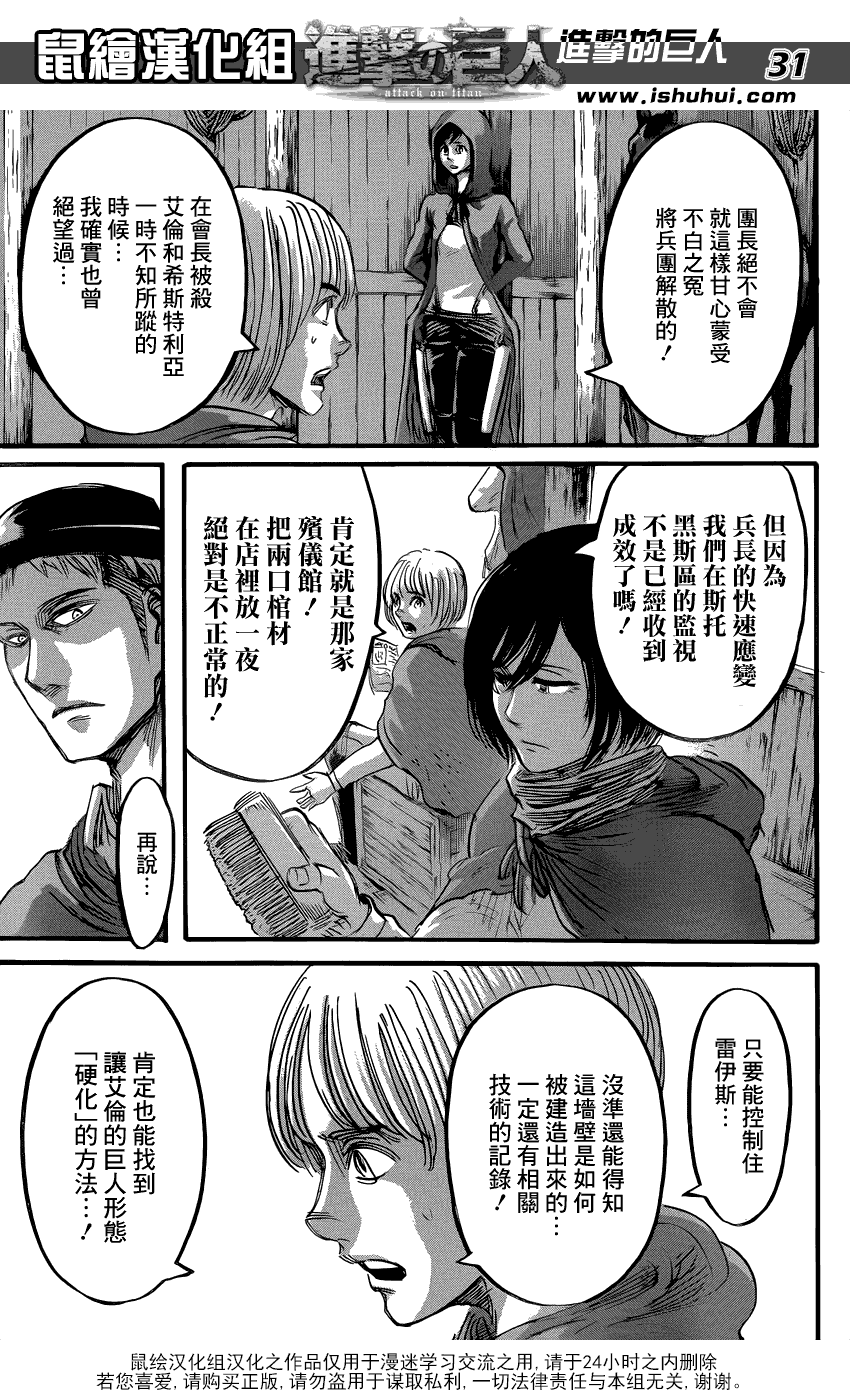 鼠繪漢化組
進撃の巨人
attack on titan
進擊的巨人
31
www.ishuhui.com
團長絕不會
就這樣甘心蒙受
不白之冤
將兵團解散的！
在會長被殺
艾倫和希斯特利亞
一時不知所蹤的
時候…
我確實也曾
絕望過…
但因為
兵長的快速應變
我們在斯托
黑斯區的監視
不是已經收到
成效了嗎！
肯定就是那家
殯儀館！
把兩口棺材
在店裡放一夜
絕對是不正常的！
再說…
只要能控制住
雷伊斯…
沒準還能得知
這墻壁是如何
被建造出來的…
一定還有相關
技術的記錄！
肯定也能找到
讓艾倫的巨人形態
「硬化」的方法…！
鼠绘汉化组汉化之作品仅用于漫迷学习交流之用, 请于24小时之内删除
若您喜爱, 请购买正版, 请勿盗用于谋取私利, 一切法律责任与本组无关, 谢谢。